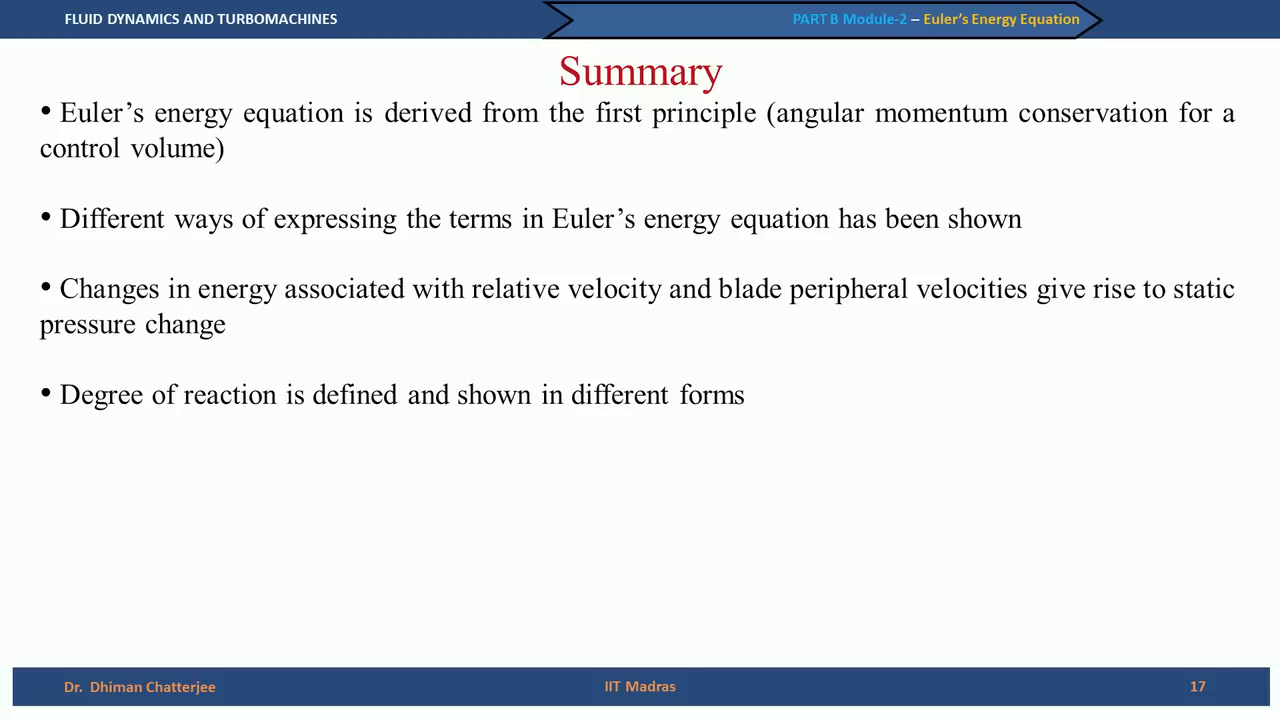 FLUID DYNAMICS AND TURBOMACHINES
PART B Module-2 – Euler's Energy Equation
Summary
• Euler's energy equation is derived from the first principle (angular momentum conservation for a
control volume)
• Different ways of expressing the terms in Euler's energy equation has been shown
• Changes in energy associated with relative velocity and blade peripheral velocities give rise to static
pressure change
• Degree of reaction is defined and shown in different forms
Dr. Dhiman Chatterjee
IIT Madras
17